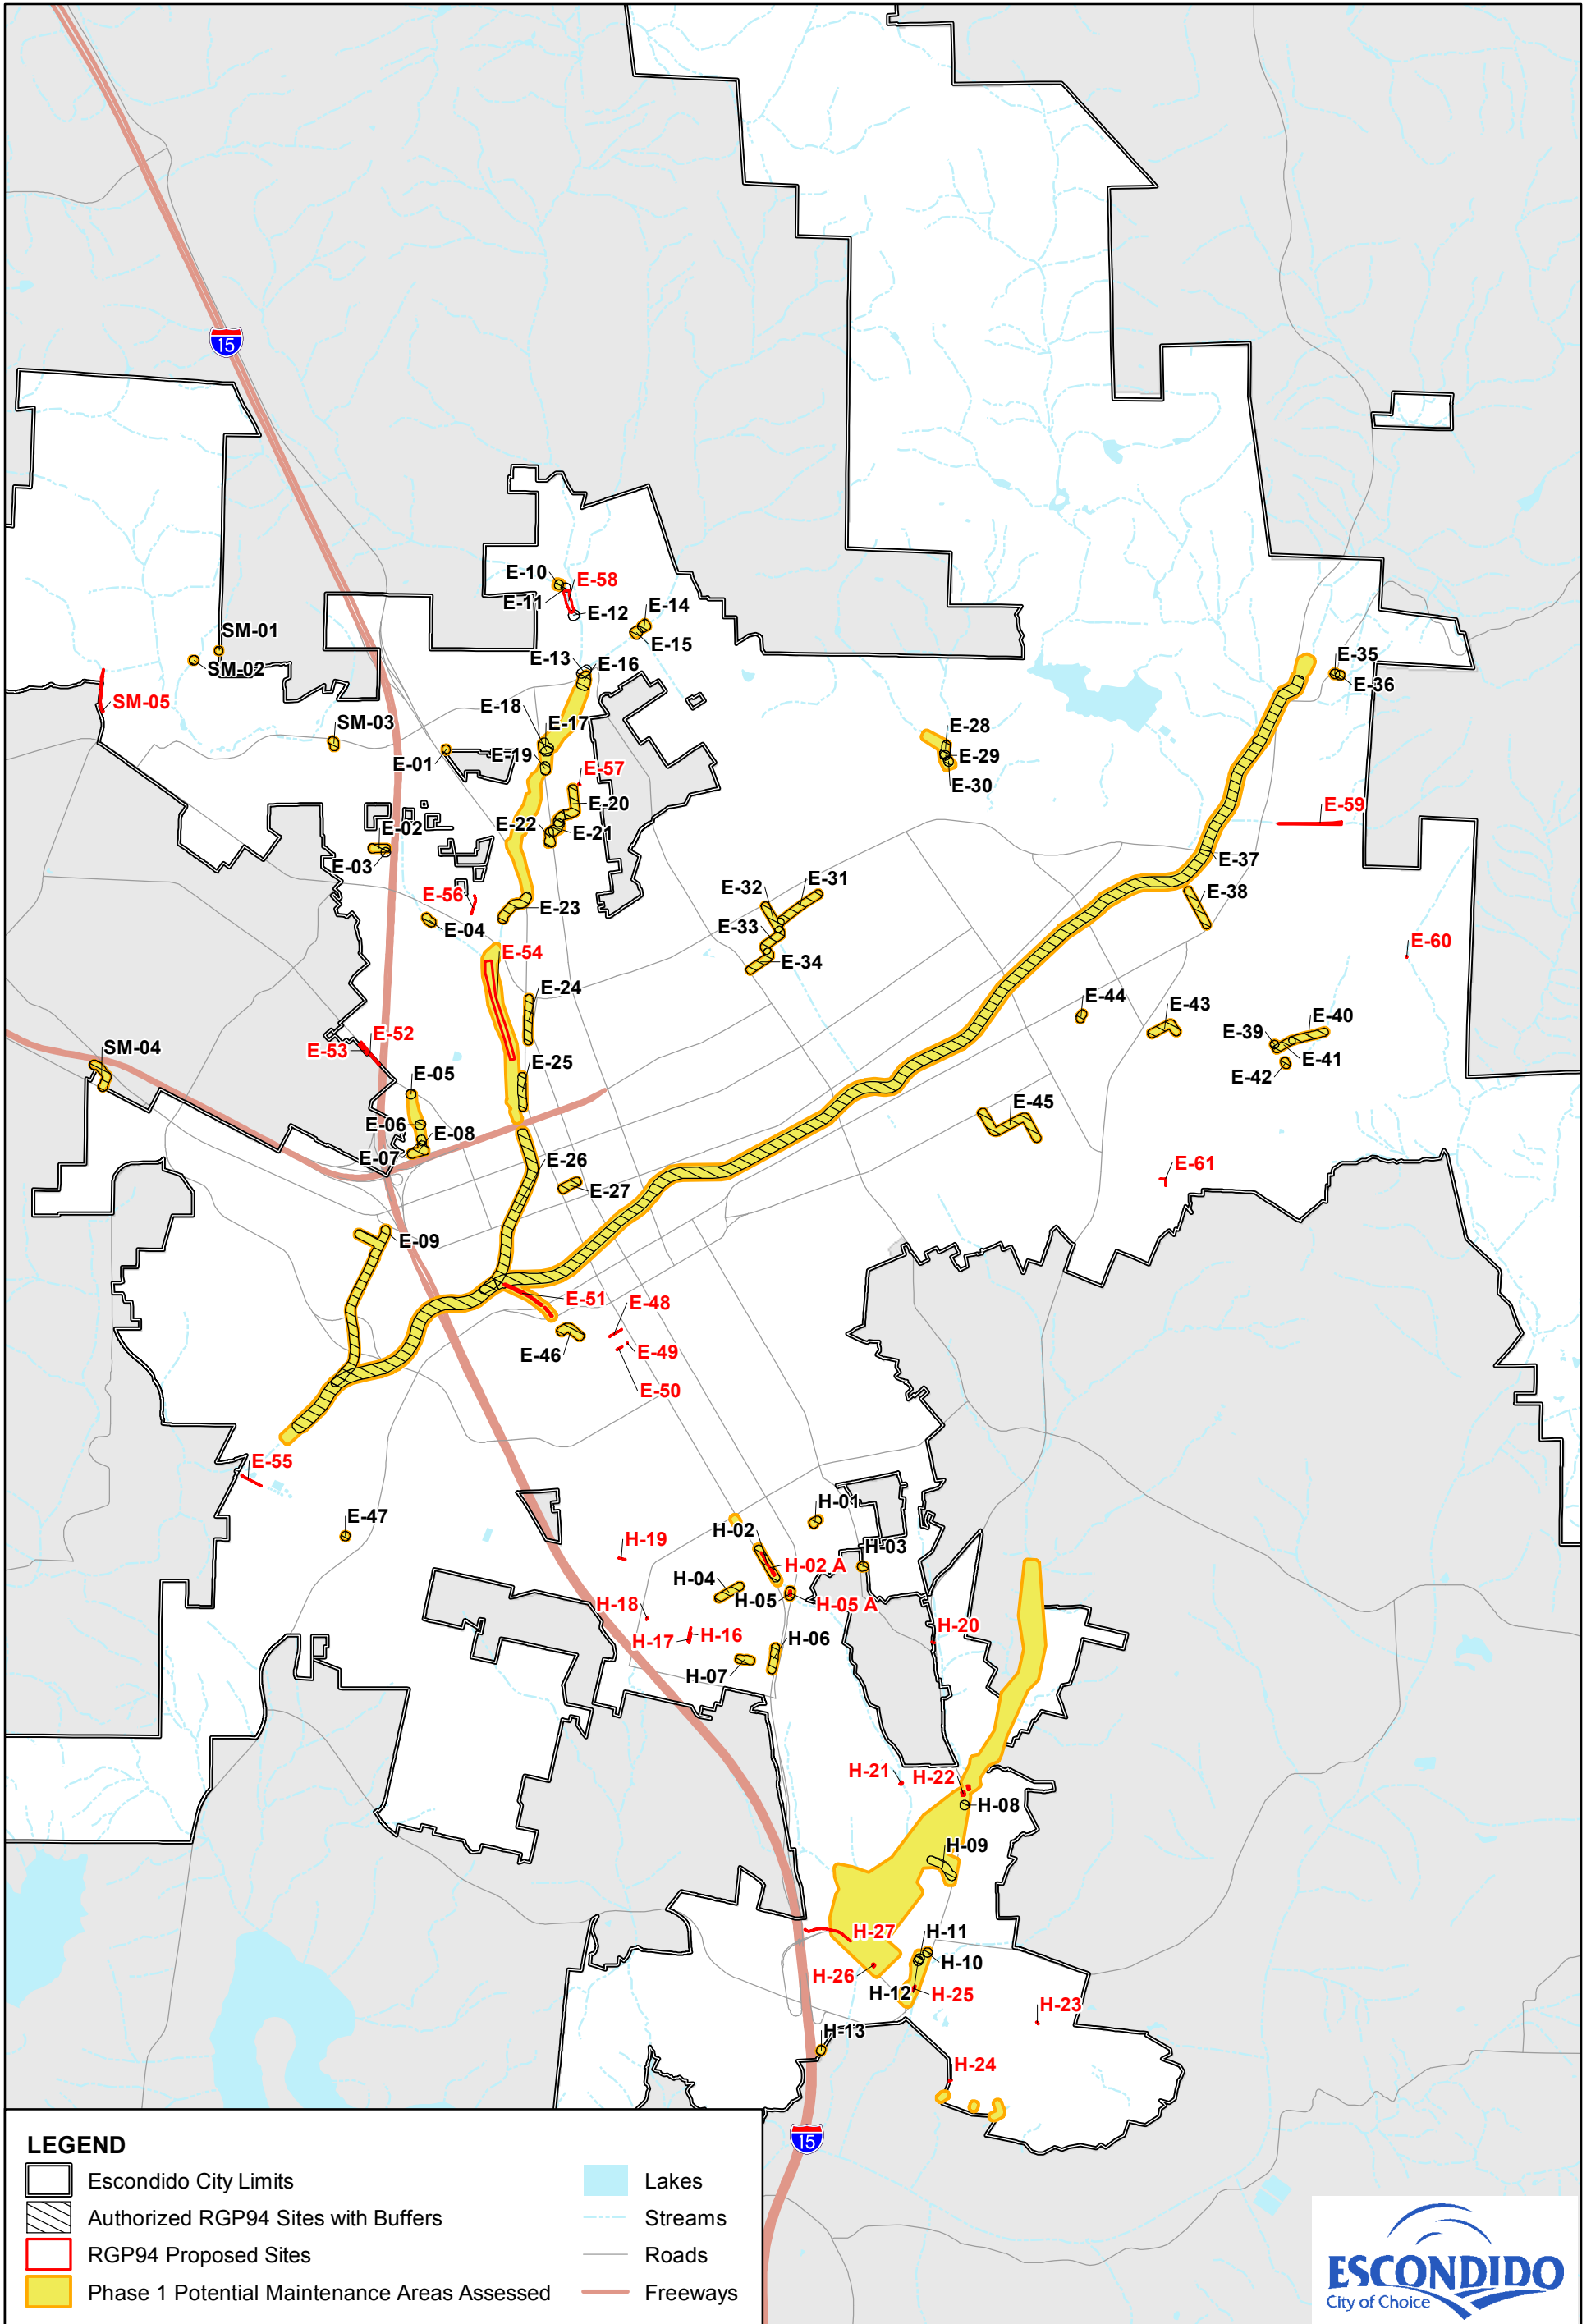 15
E-10
E-58
E-11
E-12
E-14
E-15
SM-01
SM-02
E-13
E-16
E-35
E-36
SM-05
E-18
E-17
SM-03
E-28
E-01
E-19
E-29
E-57
E-30
E-20
E-59
E-22
E-21
E-02
E-03
E-37
E-31
E-32
E-56
E-38
E-23
E-04
E-33
E-60
E-54
E-34
E-24
E-44
E-43
E-40
E-52
E-39
E-53
SM-04
E-41
E-25
E-42
E-05
E-45
E-06
E-08
E-07
E-26
E-61
E-27
E-09
E-51
E-48
E-46
E-49
E-50
E-55
H-01
E-47
H-02
H-19
H-03
H-02 A
H-04
H-05
H-05 A
H-18
H-20
H-17
H-16
H-06
H-07
H-21
H-22
H-08
H-09
H-27
H-11
H-10
H-26
H-12
H-25
H-23
H-13
H-24
15
LEGEND
Escondido City Limits
Authorized RGP94 Sites with Buffers
RGP94 Proposed Sites
Phase 1 Potential Maintenance Areas Assessed
Lakes
Streams
Roads
Freeways
ESCONDIDO
City of Choice